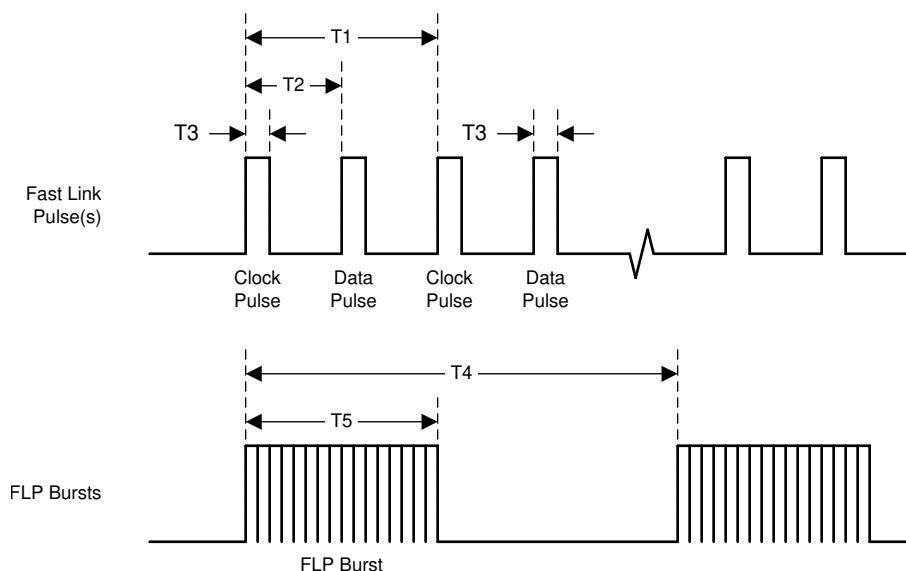 T1
T2
T3
T3
Fast Link
Pulse(s)
Clock
Pulse
Data
Pulse
Clock
Pulse
Data
Pulse
T4
T5
FLP Bursts
FLP Burst